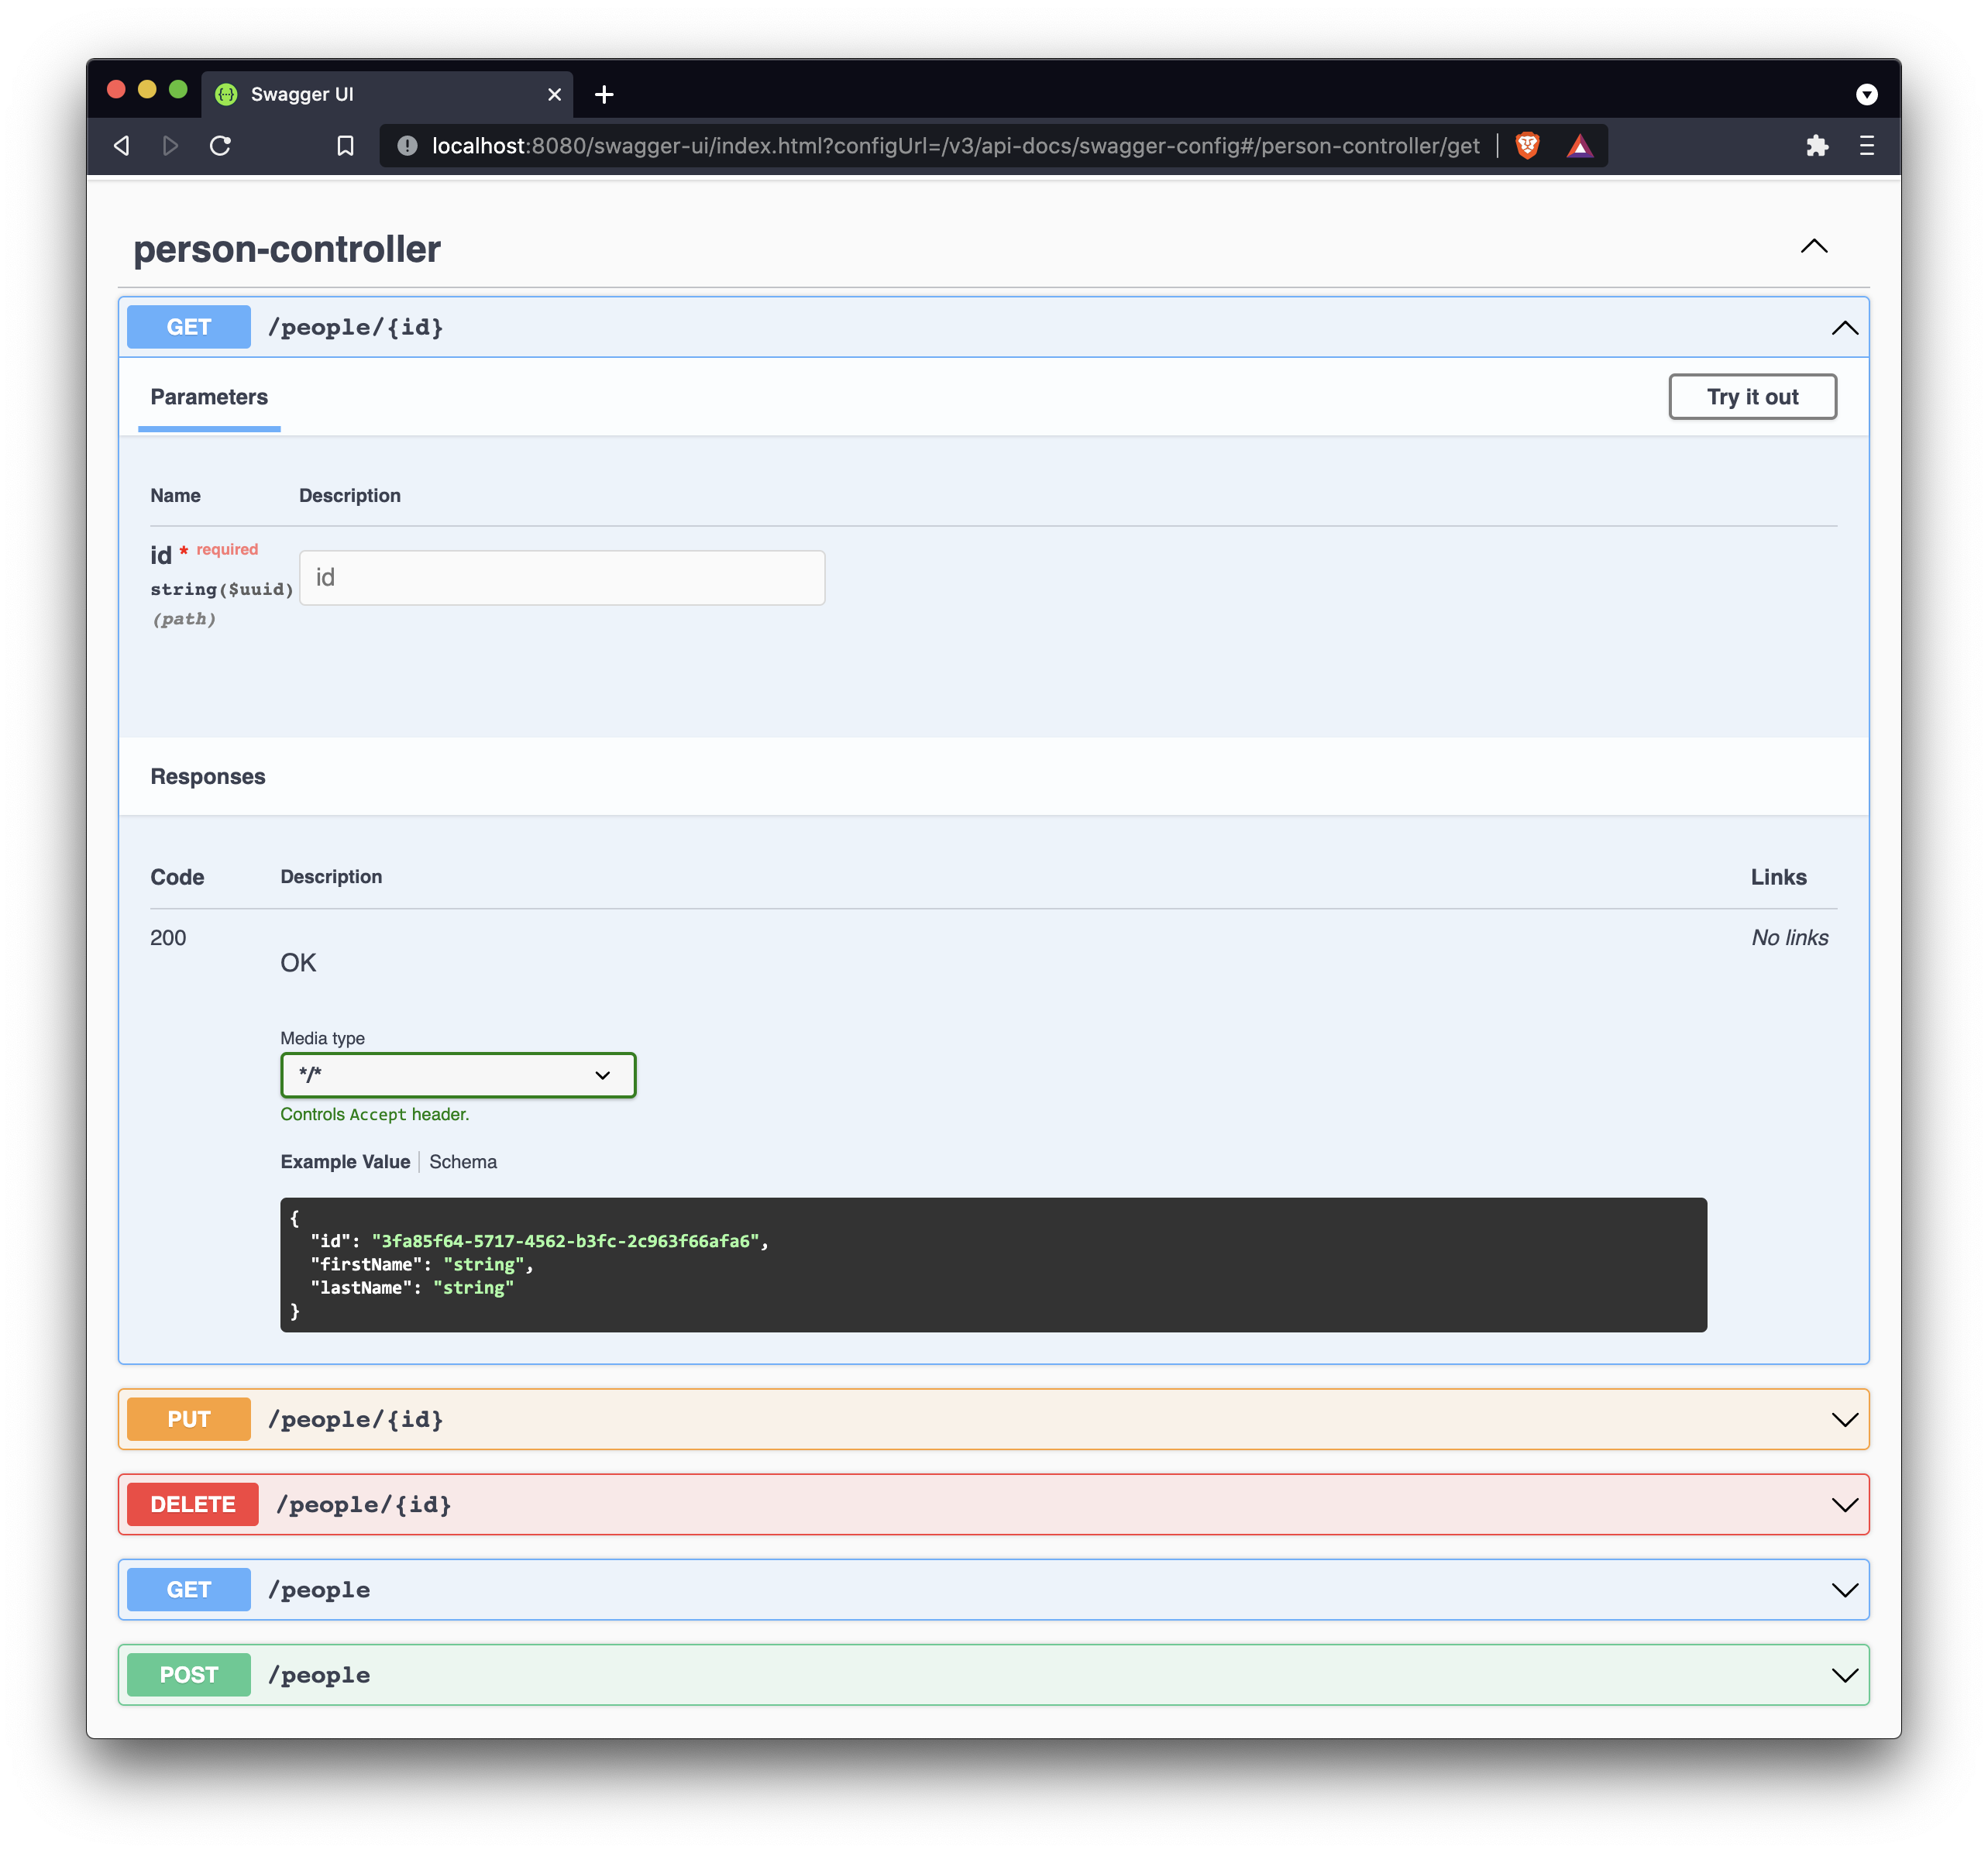 Swagger UI
localhost:8080/swagger-ui/index.html?configUrl=/v3/api-docs/swagger-config#/person-controller/get
person-controller
GET /people/{id}
Parameters
Try it out
Name Description
id * required
string($uuid)
(path)
id
Responses
Code Description Links
200
OK
No links
Media type
*/*
Controls Accept header.
Example Value Schema
{
"id": "3fa85f64-5717-4562-b3fc-2c963f66afa6",
"firstName": "string",
"lastName": "string"
}
PUT /people/{id}
DELETE /people/{id}
GET /people
POST /people